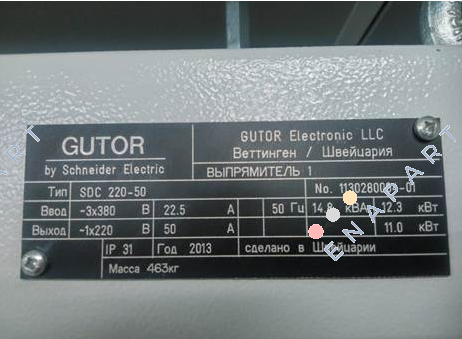 GUTOR
by Schneider Electric
GUTOR Electronic LLC
Веттинген / Швейцария
ВЫПРЯМИТЕЛЬ 1
Тип SDC 220-50 No.
Ввод ~3x380 В 22.5 А 50 Гц 14.8 кВА 12.3 кВт
Выход ~1x220 В 50 А 11.0 кВт
IP 31 Год 2013 сделано в Швейцарии
Масса 463кг
ENAPART